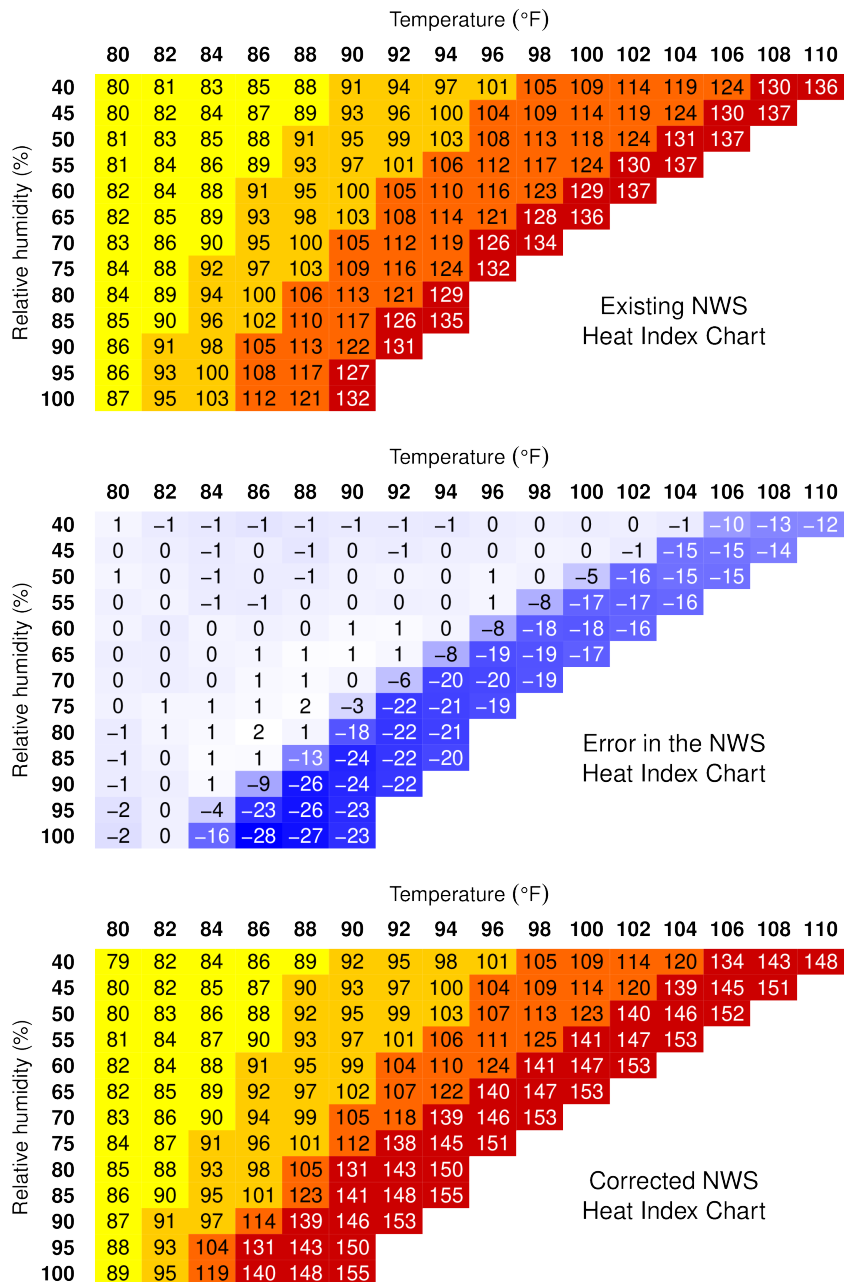 Temperature (°F)
80 82 84 86 88 90 92 94 96 98 100 102 104 106 108 110
Relative humidity (%)
40 80 81 83 85 88 91 94 97 101 105 109 114 119 124 130 136
45 80 82 84 87 89 93 96 100 104 109 114 119 124 130 137
50 81 83 85 88 91 95 99 103 108 113 118 124 131 137
55 81 84 86 89 93 97 101 106 112 117 124 130 137
60 82 84 88 91 95 100 105 110 116 123 129 137
65 82 85 89 93 98 103 108 114 121 128 136
70 83 86 90 95 100 105 112 119 126 134
75 84 88 92 97 103 109 116 124 132
80 84 89 94 100 106 113 121 129
85 85 90 96 102 110 117 126 135
90 86 91 98 105 113 122 131
95 86 93 100 108 117 127
100 87 95 103 112 121 132
Existing NWS
Heat Index Chart
Temperature (°F)
80 82 84 86 88 90 92 94 96 98 100 102 104 106 108 110
Relative humidity (%)
40 1 −1 −1 −1 −1 −1 −1 −1 0 0 0 0 −1 −10 −13 −12
45 0 0 −1 0 −1 0 −1 0 0 0 0 −1 −15 −15 −14
50 1 0 −1 0 −1 0 0 0 1 0 −5 −16 −15 −15
55 0 0 −1 −1 0 0 0 0 1 −8 −17 −17 −16
60 0 0 0 0 0 1 1 0 −8 −18 −18 −16
65 0 0 0 1 1 1 1 −8 −19 −19 −17
70 0 0 0 1 1 0 −6 −20 −20 −19
75 0 1 1 1 2 −3 −22 −21 −19
80 −1 1 1 2 1 −18 −22 −21
85 −1 0 1 1 −13 −24 −22 −20
90 −1 0 1 −9 −26 −24 −22
95 −2 0 −4 −23 −26 −23
100 −2 0 −16 −28 −27 −23
Error in the NWS
Heat Index Chart
Temperature (°F)
80 82 84 86 88 90 92 94 96 98 100 102 104 106 108 110
Relative humidity (%)
40 79 82 84 86 89 92 95 98 101 105 109 114 120 134 143 148
45 80 82 85 87 90 93 97 100 104 109 114 120 139 145 151
50 80 83 86 88 92 95 99 103 107 113 123 140 146 152
55 81 84 87 90 93 97 101 106 111 125 141 147 153
60 82 84 88 91 95 99 104 110 124 141 147 153
65 82 85 89 92 97 102 107 122 140 147 153
70 83 86 90 94 99 105 118 139 146 153
75 84 87 91 96 101 112 138 145 151
80 85 88 93 98 105 131 143 150
85 86 90 95 101 123 141 148 155
90 87 91 97 114 139 146 153
95 88 93 104 131 143 150
100 89 95 119 140 148 155
Corrected NWS
Heat Index Chart